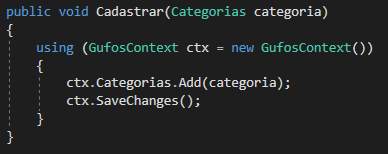 public void Cadastrar(Categorias categoria)
{
    using (GufosContext ctx = new GufosContext())
    {
        ctx.Categorias.Add(categoria);
        ctx.SaveChanges();
    }
}